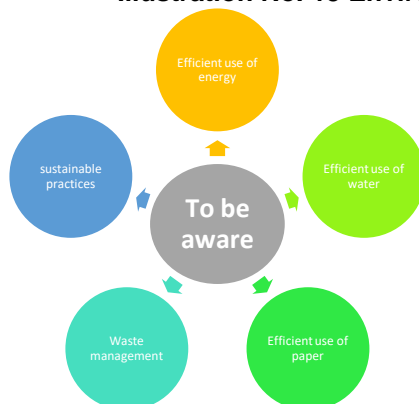 Efficient use of
energy
sustainable
practices
To be
aware
Efficient use of
water
Waste
management
Efficient use of
paper